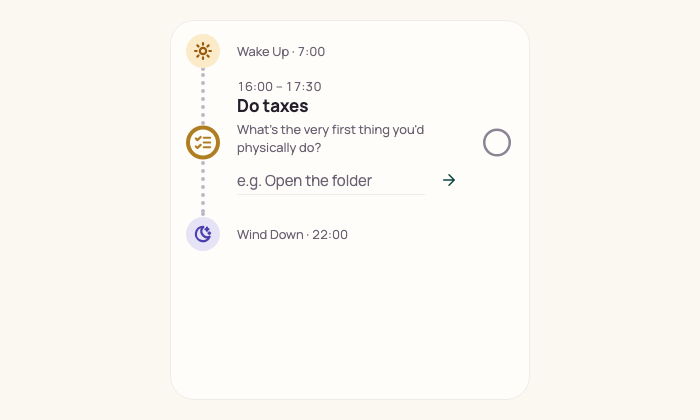 Wake Up · 7:00
16:00 – 17:30
Do taxes
What's the very first thing you'd
physically do?
e.g. Open the folder
Wind Down · 22:00